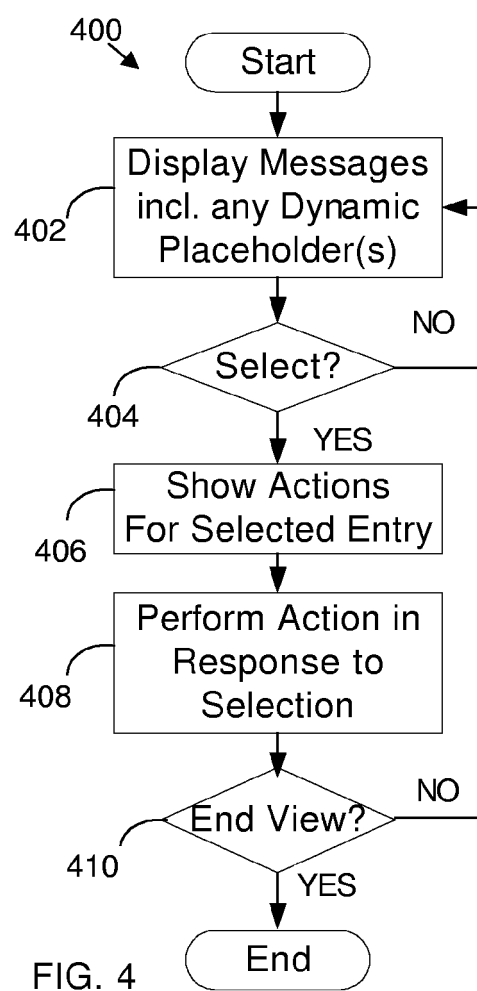 400
Start
Display Messages
incl. any Dynamic
Placeholder(s)
402
NO
Select?
404
YES
Show Actions
For Selected Entry
406
Perform Action in
Response to
Selection
408
NO
End View?
410
YES
End
FIG. 4